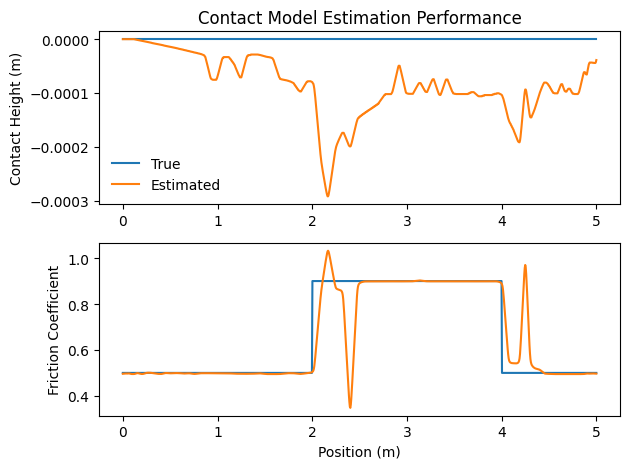 Contact Model Estimation Performance
Contact Height (m)
0.0000
−0.0001
−0.0002
−0.0003
True
Estimated
0 1 2 3 4 5
Friction Coefficient
1.0
0.8
0.6
0.4
0 1 2 3 4 5
Position (m)